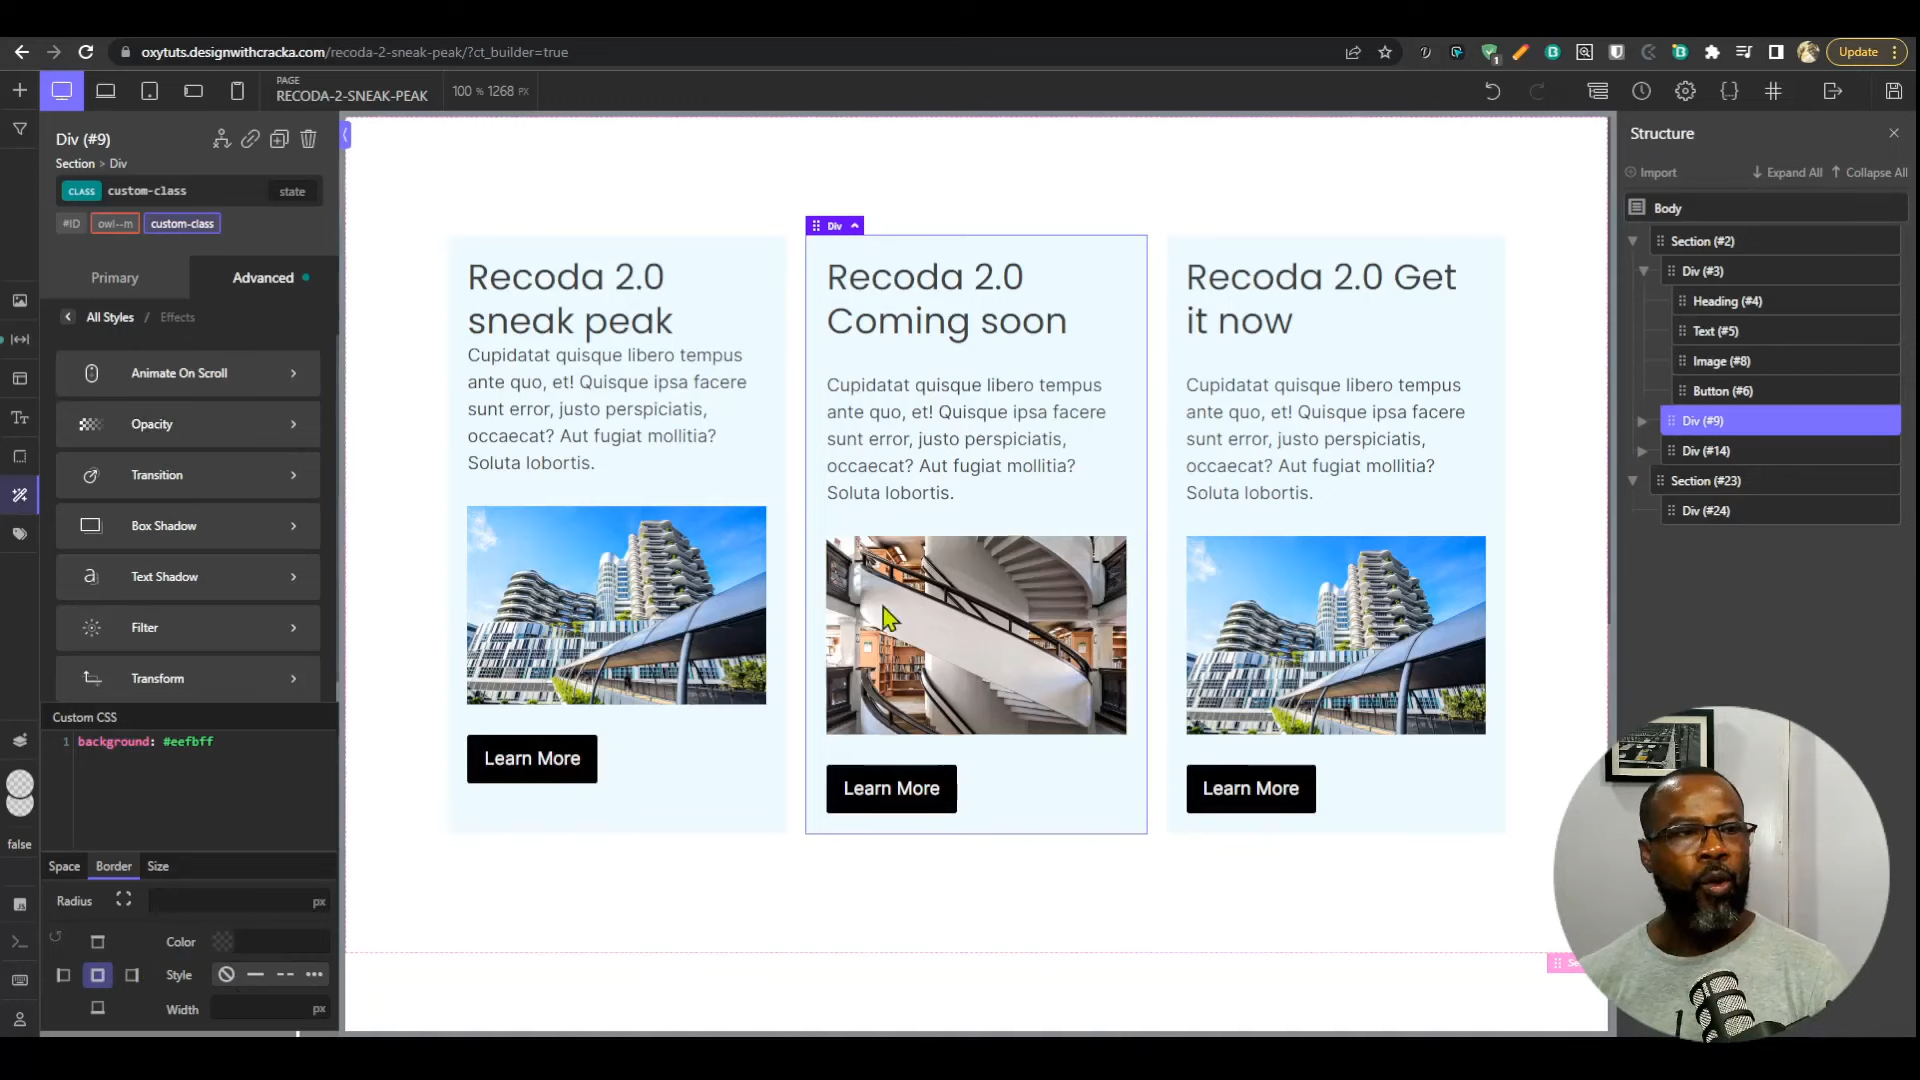 oxytuts.designwithcracka.com/recoda-2-sneak-peak/?ct_builder=true
1
Update
PAGE
RECODA-2-SNEAK-PEAK
100 % 1268 PX
Div (#9)
Section > Div
CLASS custom-class state
#ID owl--m custom-class
Primary Advanced
All Styles / Effects
Animate On Scroll
Opacity
Transition
Box Shadow
a Text Shadow
Filter
Transform
Custom CSS
1 background: #eefbff
false
Space Border Size
Radius px
Color
Style
Width px
JS
Div
Recoda 2.0
sneak peak
Cupidatat quisque libero tempus
ante quo, et! Quisque ipsa facere
sunt error, justo perspiciatis,
occaecat? Aut fugiat mollitia?
Soluta lobortis.
Learn More
Recoda 2.0
Coming soon
Cupidatat quisque libero tempus
ante quo, et! Quisque ipsa facere
sunt error, justo perspiciatis,
occaecat? Aut fugiat mollitia?
Soluta lobortis.
Learn More
Recoda 2.0 Get
it now
Cupidatat quisque libero tempus
ante quo, et! Quisque ipsa facere
sunt error, justo perspiciatis,
occaecat? Aut fugiat mollitia?
Soluta lobortis.
Learn More
Structure
Import Expand All Collapse All
Body
Section (#2)
Div (#3)
Heading (#4)
Text (#5)
Image (#8)
Button (#6)
Div (#9)
Div (#14)
Section (#23)
Div (#24)